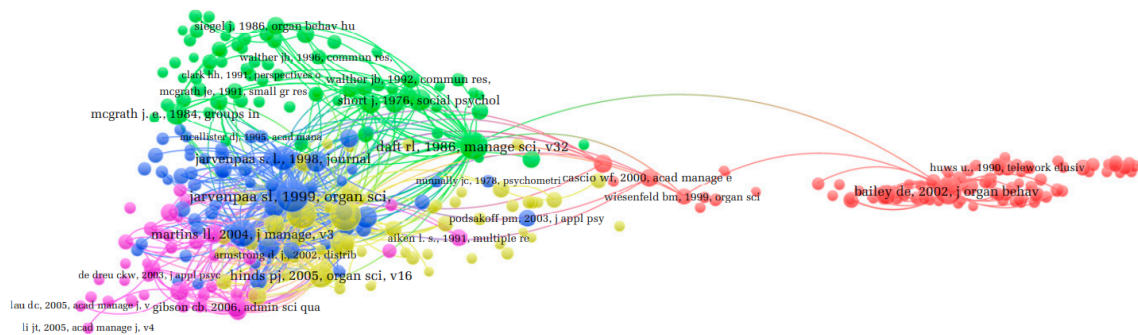 siegel j, 1986, organ behav hu
walther jb, 1996, commun res,
clark hh, 1991, perspectives o
walther jb, 1992, commun res,
mcgrath je, 1991, small gr res
short j, 1976, social psychol
mcgrath j. e., 1984, groups in
mcallister dj, 1995, acad mana
daft rl, 1986, manage sci, v32
jarvenpaa s. l., 1998, journal
huws u., 1990, telework elusiv
cascio wf, 2000, acad manage e
nunnally jc, 1978, psychometri
bailey de, 2002, j organ behav
jarvenpaa sl, 1999, organ sci,
wiesenfeld bm, 1999, organ sci
podsakoff pm, 2003, j appl psy
martins ll, 2004, j manage, v3
aiken l. s., 1991, multiple re
armstrong d. j., 2002, distrib
de dreu ckw, 2003, j appl psyc
hinds pj, 2005, organ sci, v16
lau dc, 2005, acad manage j, v
gibson cb, 2006, admin sci qua
li jt, 2005, acad manage j, v4